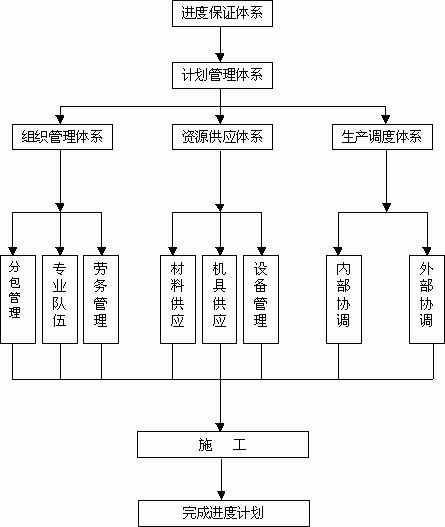 进度保证体系
计划管理体系
组织管理体系
资源供应体系
生产调度体系
分包管理
专业队伍
劳务管理
材料供应
机具供应
设备管理
内部协调
外部协调
施 工
完成进度计划